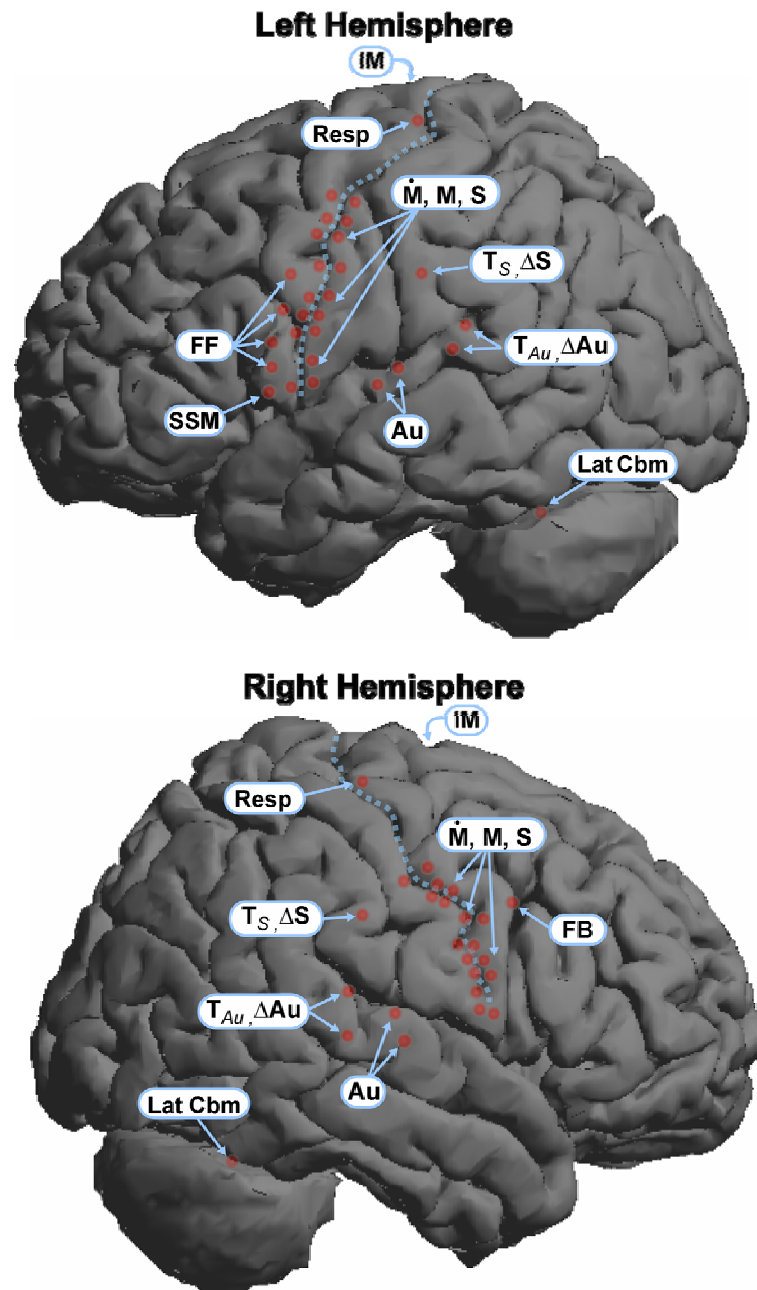 Left Hemisphere
IM
Resp
Ṁ, M, S
T_S, ΔS
FF
T_Au, ΔAu
SSM
Au
Lat Cbm
Right Hemisphere
IM
Resp
Ṁ, M, S
T_S, ΔS
FB
T_Au, ΔAu
Au
Lat Cbm